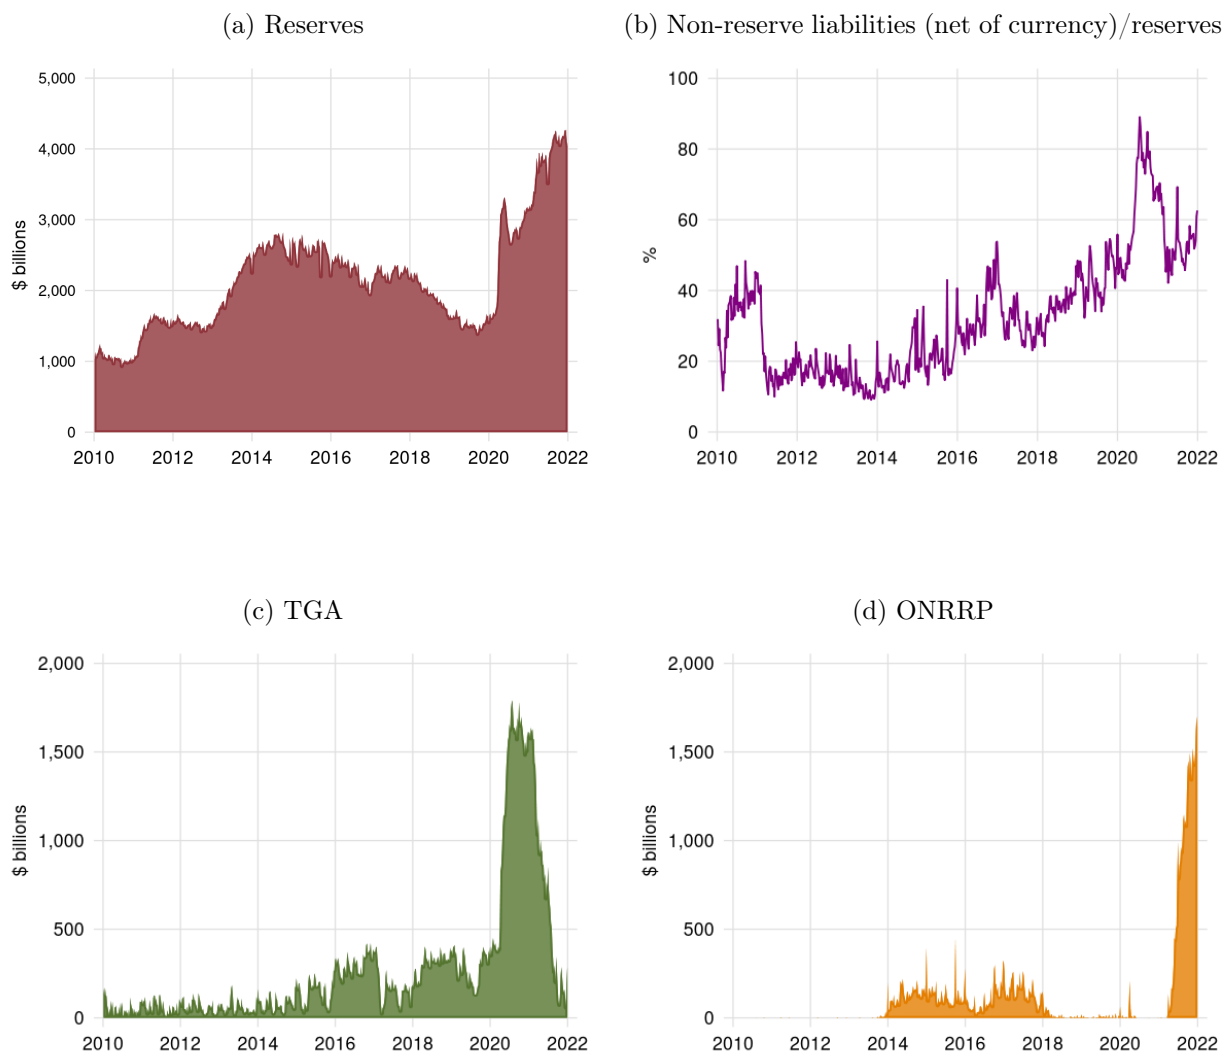 (a) Reserves
(b) Non-reserve liabilities (net of currency)/reserves
5,000
4,000
3,000
2,000
1,000
0
$ billions
2010 2012 2014 2016 2018 2020 2022
100
80
60
40
20
0
%
2010 2012 2014 2016 2018 2020 2022
(c) TGA
(d) ONRRP
2,000
1,500
1,000
500
0
$ billions
2010 2012 2014 2016 2018 2020 2022
2,000
1,500
1,000
500
0
$ billions
2010 2012 2014 2016 2018 2020 2022